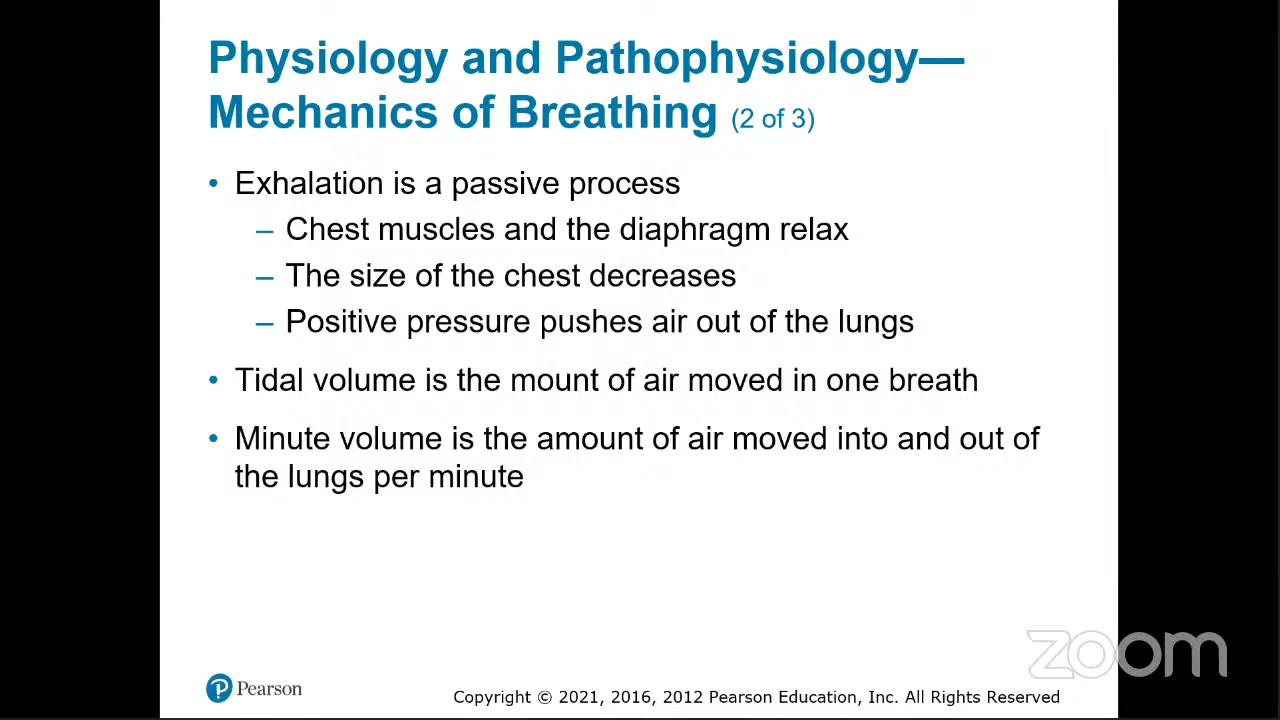 Physiology and Pathophysiology—
Mechanics of Breathing (2 of 3)
• Exhalation is a passive process
– Chest muscles and the diaphragm relax
– The size of the chest decreases
– Positive pressure pushes air out of the lungs
• Tidal volume is the mount of air moved in one breath
• Minute volume is the amount of air moved into and out of
the lungs per minute
zoom
P Pearson
Copyright © 2021, 2016, 2012 Pearson Education, Inc. All Rights Reserved